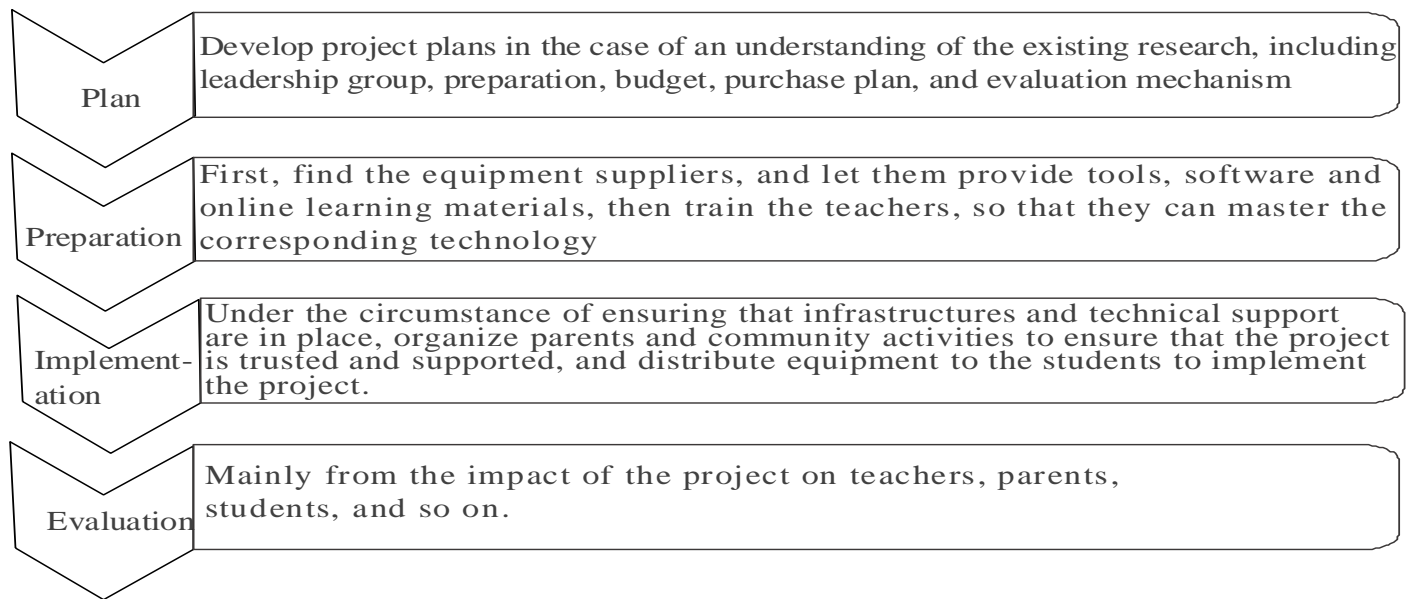 Plan
Develop project plans in the case of an understanding of the existing research, including
leadership group, preparation, budget, purchase plan, and evaluation mechanism
Preparation
First, find the equipment suppliers, and let them provide tools, software and
online learning materials, then train the teachers, so that they can master the
corresponding technology
Implement-
ation
Under the circumstance of ensuring that infrastructures and technical support
are in place, organize parents and community activities to ensure that the project
is trusted and supported, and distribute equipment to the students to implement
the project.
Evaluation
Mainly from the impact of the project on teachers, parents,
students, and so on.